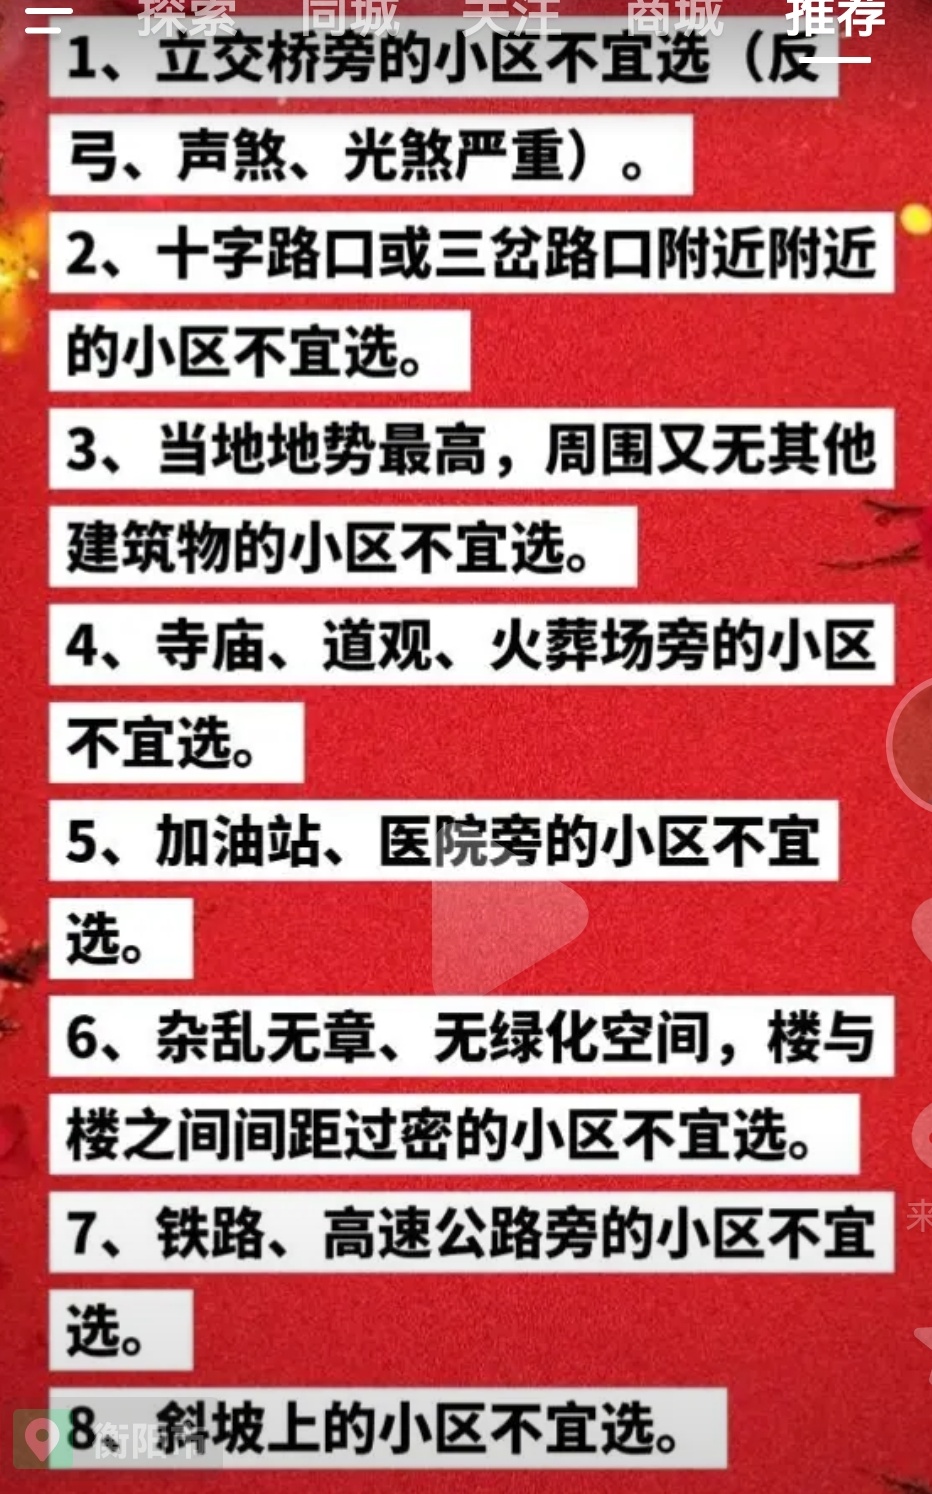 探索 同城 关注 商城 推荐
1、立交桥旁的小区不宜选（反
弓、声煞、光煞严重）。
2、十字路口或三岔路口附近附近
的小区不宜选。
3、当地地势最高，周围又无其他
建筑物的小区不宜选。
4、寺庙、道观、火葬场旁的小区
不宜选。
5、加油站、医院旁的小区不宜
选。
6、杂乱无章、无绿化空间，楼与
楼之间间距过密的小区不宜选。
7、铁路、高速公路旁的小区不宜
选。
来
8、斜坡上的小区不宜选。
衡阳市